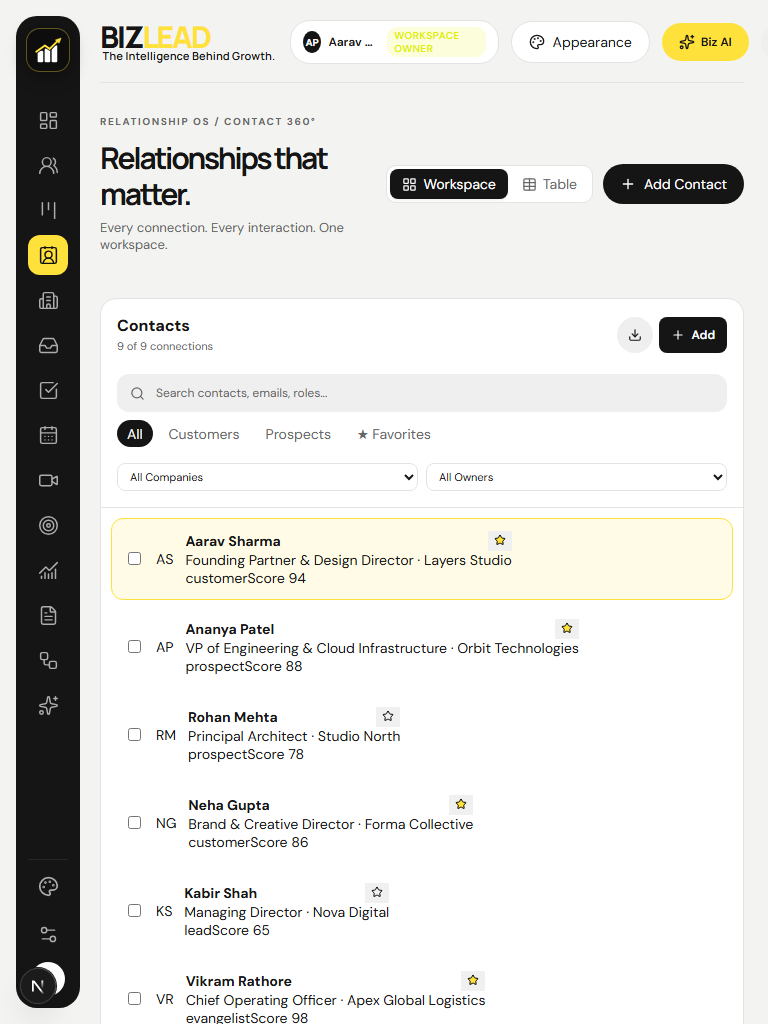 BIZLEAD
The Intelligence Behind Growth.
AP Aarav ... WORKSPACE OWNER
Appearance
Biz AI
RELATIONSHIP OS / CONTACT 360°
Relationships that
matter.
Every connection. Every interaction. One
workspace.
Workspace Table
+ Add Contact
Contacts
9 of 9 connections
+ Add
Search contacts, emails, roles...
All Customers Prospects ★ Favorites
All Companies All Owners
Aarav Sharma
AS Founding Partner & Design Director · Layers Studio
customerScore 94
Ananya Patel
AP VP of Engineering & Cloud Infrastructure · Orbit Technologies
prospectScore 88
Rohan Mehta
RM Principal Architect · Studio North
prospectScore 78
Neha Gupta
NG Brand & Creative Director · Forma Collective
customerScore 86
Kabir Shah
KS Managing Director · Nova Digital
leadScore 65
Vikram Rathore
VR Chief Operating Officer · Apex Global Logistics
evangelistScore 98
N